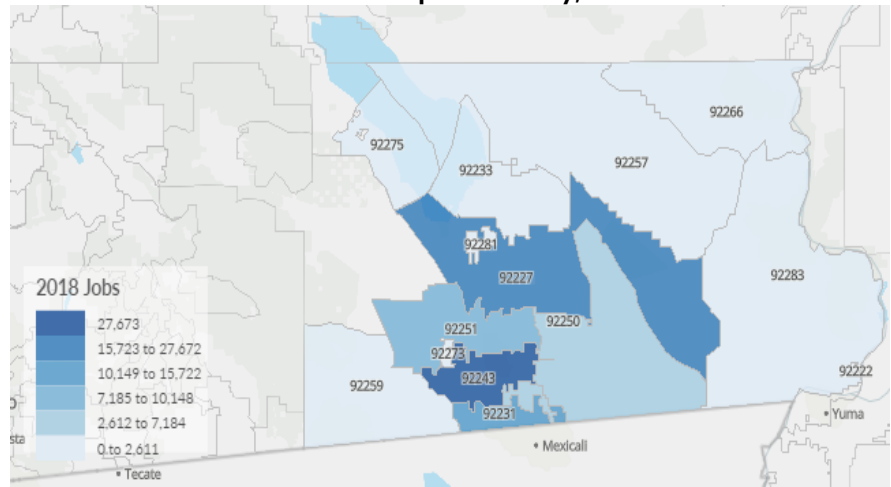 92266
92275
92257
92233
92281
92227
92283
2018 Jobs
27,673
15,723 to 27,672
10,149 to 15,722
7,185 to 10,148
2,612 to 7,184
0 to 2,611
92251
92250
92273
92243
92259
92222
92231
Yuma
Mexicali
Tecate